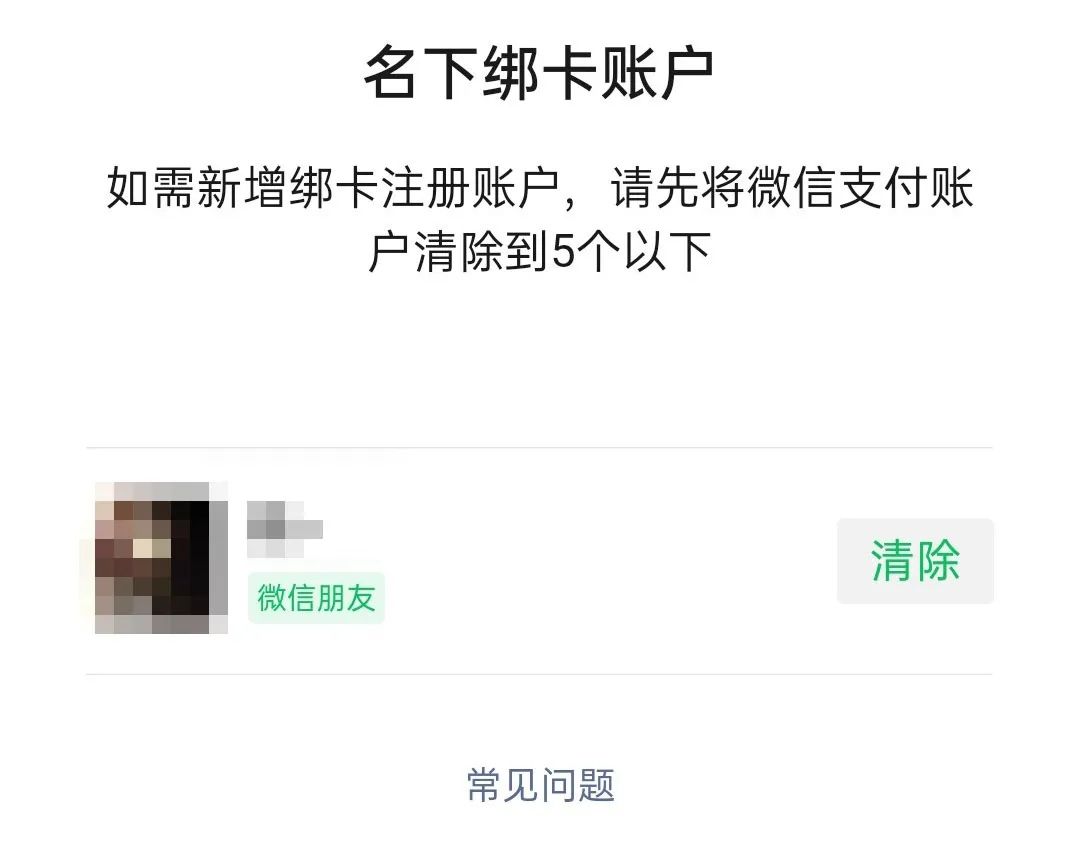 名下绑卡账户
如需新增绑卡注册账户，请先将微信支付账
户清除到5个以下
微信朋友
清除
常见问题